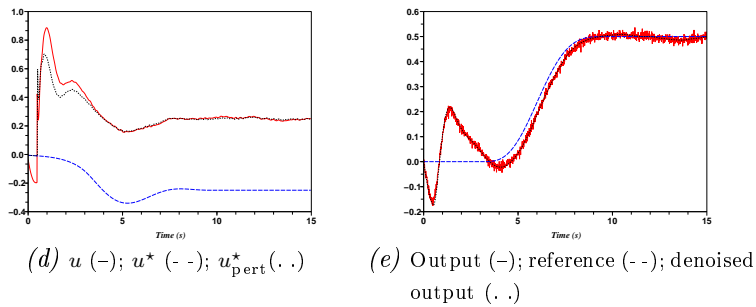 1.0
0.8
0.6
0.4
0.2
0.0
−0.2
−0.4
0 5 10 15
Time (s)
(d) u (–); u⋆ (- -); u⋆pert(. .)
0.6
0.5
0.4
0.3
0.2
0.1
0.0
−0.1
−0.2
0 5 10 15
Time (s)
(e) Output (–); reference (- -); denoised
output (. .)